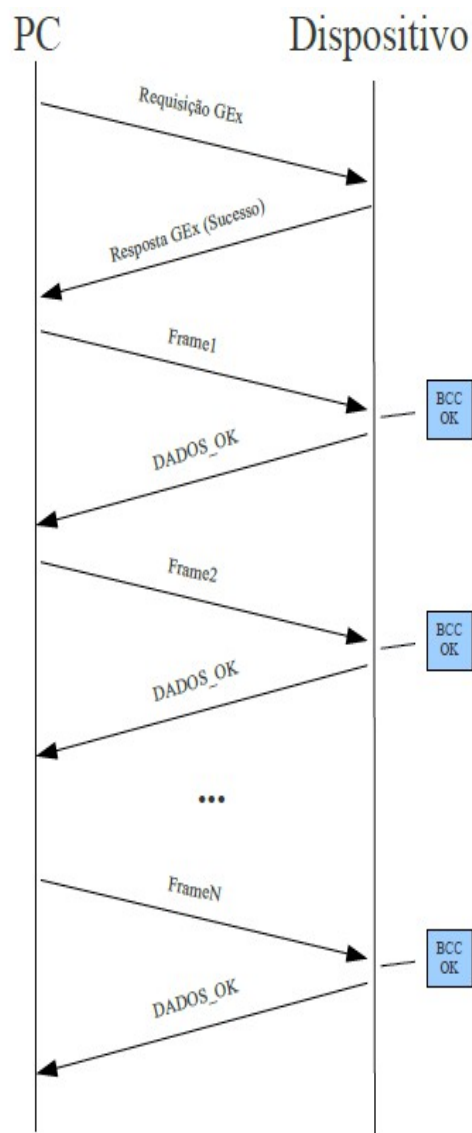 PC
Dispositivo
Requisição GEx
Resposta GEx (Sucesso)
Frame1
BCC
OK
DADOS_OK
Frame2
BCC
OK
DADOS_OK
...
FrameN
BCC
OK
DADOS_OK